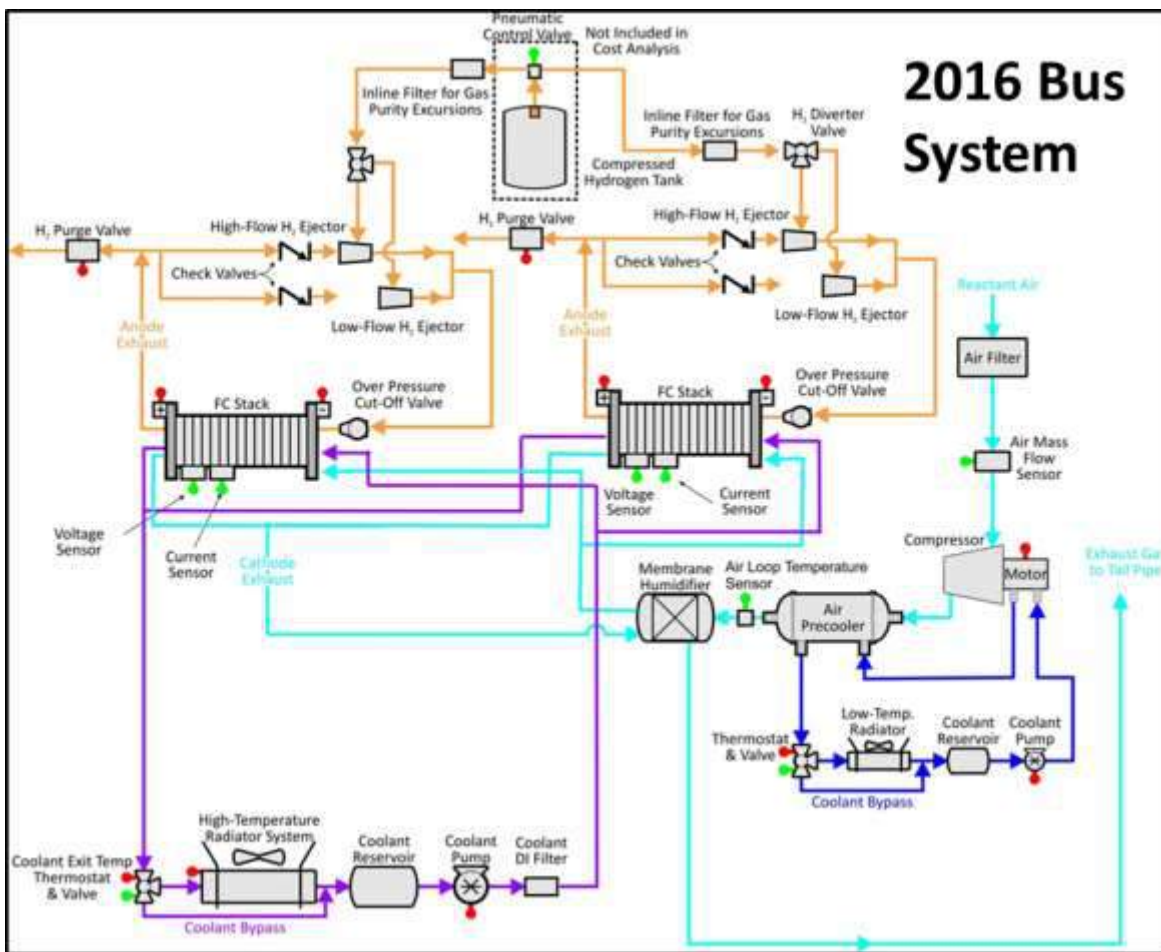 2016 Bus
System
Pneumatic
Control Valve
Not Included in
Cost Analysis
Inline Filter for Gas
Purity Excursions
Inline Filter for Gas
Purity Excursions
H₂ Diverter
Valve
Compressed
Hydrogen Tank
H₂ Purge Valve
High-Flow H₂ Ejector
Check Valves
Low-Flow H₂ Ejector
Anode
Exhaust
H₂ Purge Valve
High-Flow H₂ Ejector
Check Valves
Low-Flow H₂ Ejector
Anode
Exhaust
Reactant Air
Air Filter
Air Mass
Flow
Sensor
+
FC Stack
-
Over Pressure
Cut-Off Valve
+
FC Stack
-
Over Pressure
Cut-Off Valve
Voltage
Sensor
Current
Sensor
Voltage
Sensor
Current
Sensor
Cathode
Exhaust
Compressor
Motor
Exhaust Gas
to Tail Pipe
Membrane
Humidifier
Air Loop Temperature
Sensor
Air
Precooler
Thermostat
& Valve
Low-Temp.
Radiator
Coolant
Reservoir
Coolant
Pump
Coolant Bypass
Coolant Exit Temp
Thermostat
& Valve
High-Temperature
Radiator System
Coolant
Reservoir
Coolant
Pump
Coolant
DI Filter
Coolant Bypass